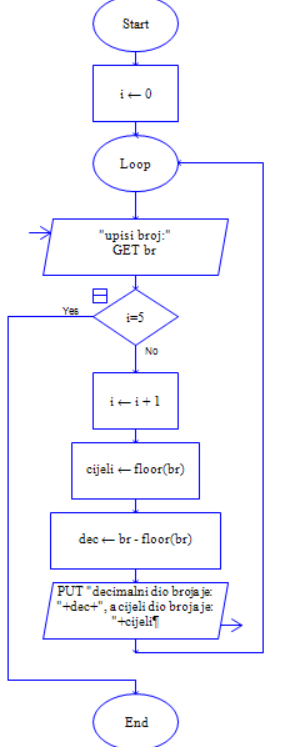 Start
i ← 0
Loop
"upisi broj:"
GET br
i=5
Yes
No
i ← i + 1
cijeli ← floor(br)
dec ← br - floor(br)
PUT "decimalni dio broja je:
"+dec+", a cijeli dio broja je:
"+cijeli¶
End